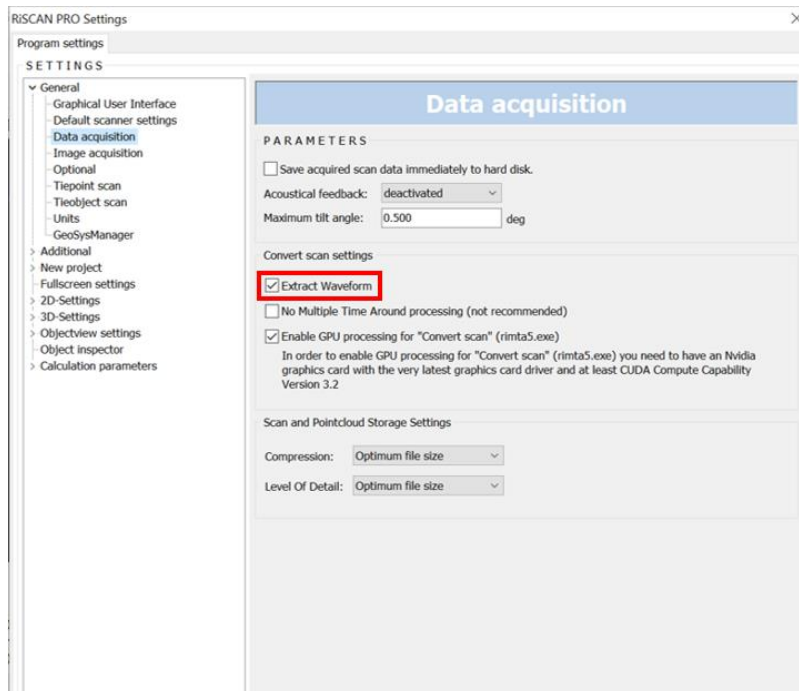 RiSCAN PRO Settings
Program settings
SETTINGS
General
Graphical User Interface
Default scanner settings
Data acquisition
Image acquisition
Optional
Tiepoint scan
Tieobject scan
Units
GeoSysManager
Additional
New project
Fullscreen settings
2D-Settings
3D-Settings
Objectview settings
Object inspector
Calculation parameters
Data acquisition
PARAMETERS
Save acquired scan data immediately to hard disk.
Acoustical feedback: deactivated
Maximum tilt angle: 0.500 deg
Convert scan settings
Extract Waveform
No Multiple Time Around processing (not recommended)
Enable GPU processing for "Convert scan" (rimta5.exe)
In order to enable GPU processing for "Convert scan" (rimta5.exe) you need to have an Nvidia
graphics card with the very latest graphics card driver and at least CUDA Compute Capability
Version 3.2
Scan and Pointcloud Storage Settings
Compression: Optimum file size
Level Of Detail: Optimum file size